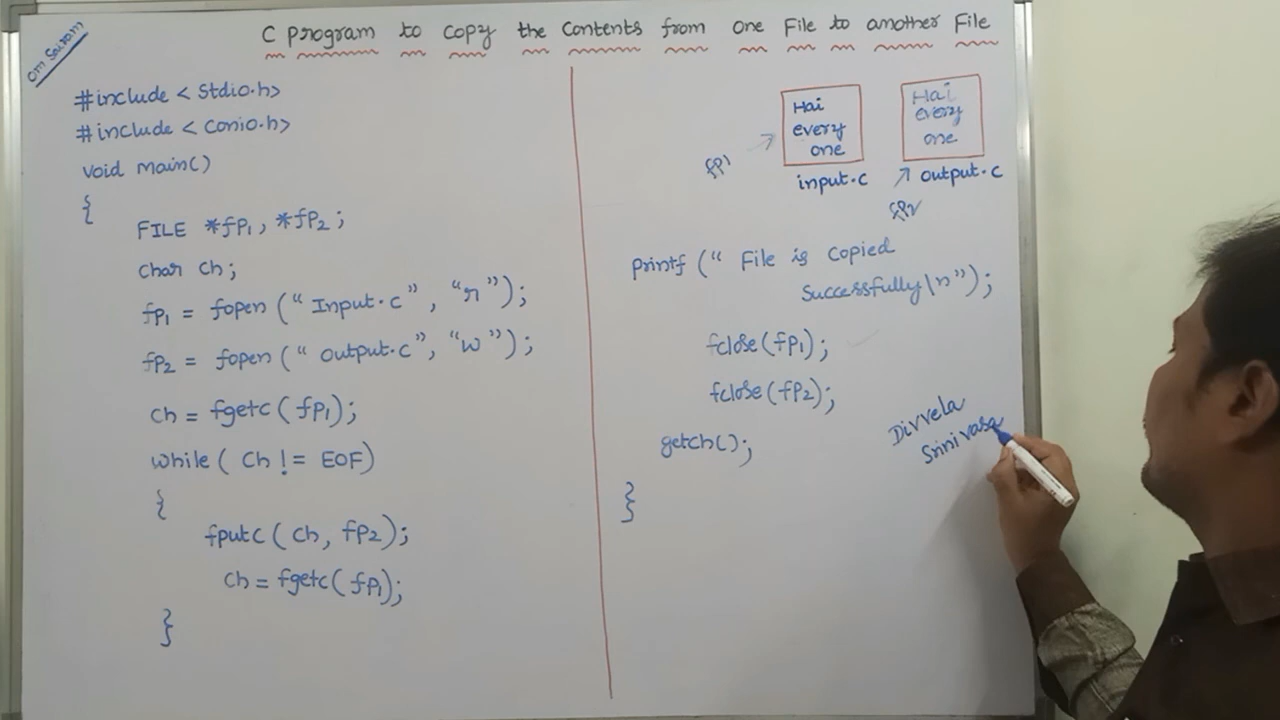 C program to copy the Contents from one File to another File
Om Sairam
#include < Stdio.h>
#include < Conio.h>
void main()
{
FILE *fp1, *fp2;
char ch;
fp1 = fopen ("Input.c", "r");
fp2 = fopen ("output.c", "w");
ch = fgetc (fp1);
while ( ch != EOF)
{
fputc ( ch, fp2);
ch = fgetc (fp1);
}
Hai
every
one
input.c
fp1
Hai
every
one
output.c
fp2
printf (" File is copied
Successfully\n");
fclose(fp1);
fclose(fp2);
getch();
}
Divvela
Srinivasa